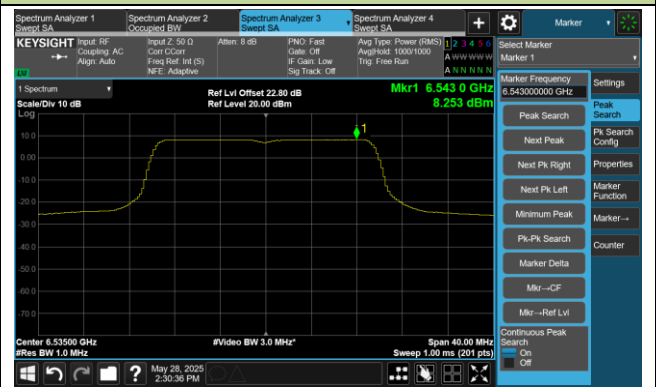 Spectrum Analyzer 1
Swept SA
Spectrum Analyzer 2
Occupied BW
Spectrum Analyzer 3
Swept SA
Spectrum Analyzer 4
Swept SA
+
Marker
KEYSIGHT
Input: RF
Coupling: AC
Align: Auto
Input Z: 50 Ω
Corr CCorr
Freq Ref: Int (S)
NFE: Adaptive
Atten: 8 dB
PNO: Fast
Gate: Off
IF Gain: Low
Sig Track: Off
Avg Type: Power (RMS)
Avg|Hold: 1000/1000
Trig: Free Run
1 2 3 4 5 6
A W W W W W
A N N N N N
LXI
Select Marker
Marker 1
1 Spectrum
Scale/Div 10 dB
Log
Ref Lvl Offset 22.80 dB
Ref Level 20.00 dBm
Mkr1 6.543 0 GHz
8.253 dBm
1
10.0
0.00
-10.0
-20.0
-30.0
-40.0
-50.0
-60.0
-70.0
Center 6.53500 GHz
#Res BW 1.0 MHz
#Video BW 3.0 MHz*
Span 40.00 MHz
Sweep 1.00 ms (201 pts)
Marker Frequency
6.543000000 GHz
Peak Search
Next Peak
Next Pk Right
Next Pk Left
Minimum Peak
Pk-Pk Search
Marker Delta
Mkr→CF
Mkr→Ref Lvl
Continuous Peak
Search
On
Off
Settings
Peak
Search
Pk Search
Config
Properties
Marker
Function
Marker→
Counter
?
May 28, 2025
2:30:36 PM